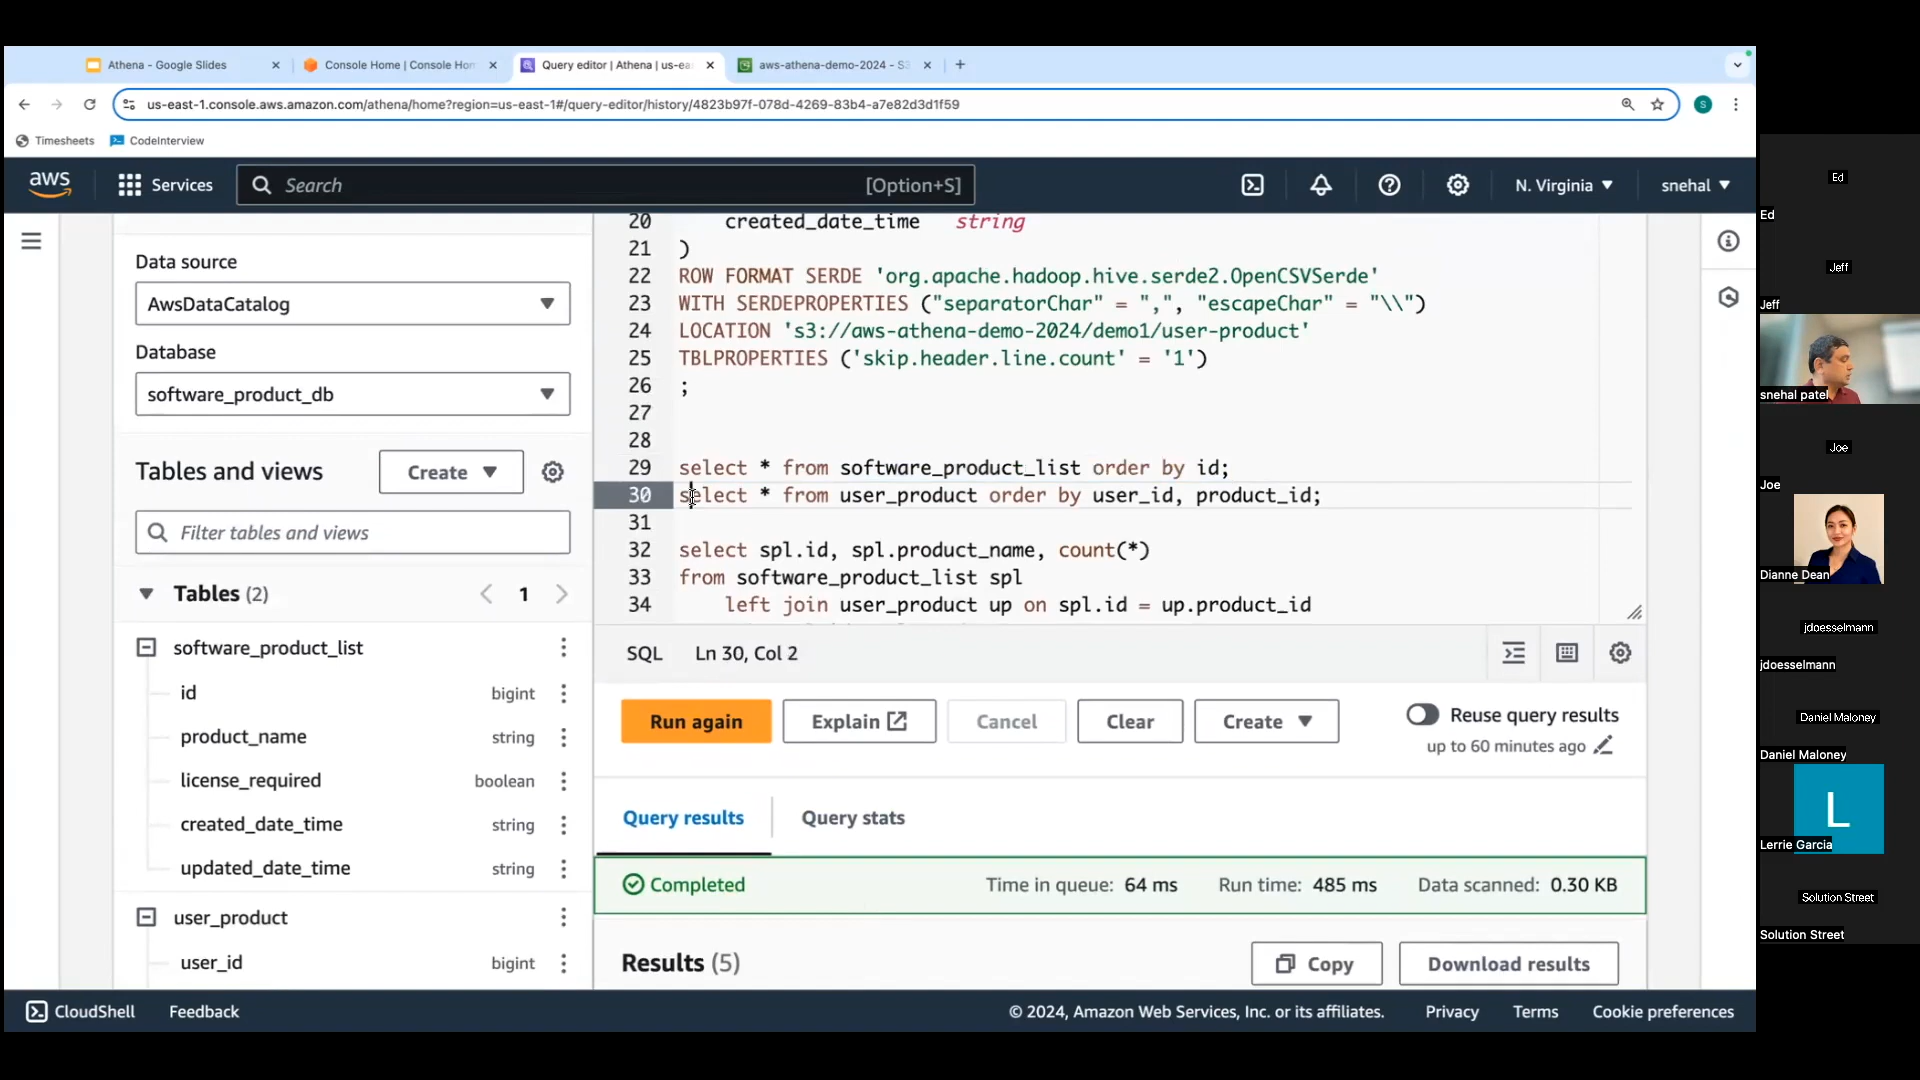 Athena - Google Slides
Console Home | Console Hom
Query editor | Athena | us-ea
aws-athena-demo-2024 - S3
us-east-1.console.aws.amazon.com/athena/home?region=us-east-1#/query-editor/history/4823b97f-078d-4269-83b4-a7e82d3d1f59
S
Timesheets
CodeInterview
aws
Services
Search
[Option+S]
N. Virginia
snehal
Data source
AwsDataCatalog
Database
software_product_db
Tables and views
Create
Filter tables and views
Tables (2)
1
software_product_list
id bigint
product_name string
license_required boolean
created_date_time string
updated_date_time string
user_product
user_id bigint
20 created_date_time string
21 )
22 ROW FORMAT SERDE 'org.apache.hadoop.hive.serde2.OpenCSVSerde'
23 WITH SERDEPROPERTIES ("separatorChar" = ",", "escapeChar" = "\\")
24 LOCATION 's3://aws-athena-demo-2024/demo1/user-product'
25 TBLPROPERTIES ('skip.header.line.count' = '1')
26 ;
27
28
29 select * from software_product_list order by id;
30 select * from user_product order by user_id, product_id;
31
32 select spl.id, spl.product_name, count(*)
33 from software_product_list spl
34 left join user_product up on spl.id = up.product_id
SQL
Ln 30, Col 2
Run again
Explain
Cancel
Clear
Create
Reuse query results
up to 60 minutes ago
Query results
Query stats
Completed
Time in queue: 64 ms
Run time: 485 ms
Data scanned: 0.30 KB
Results (5)
Copy
Download results
CloudShell
Feedback
© 2024, Amazon Web Services, Inc. or its affiliates.
Privacy
Terms
Cookie preferences
Ed
Ed
Jeff
Jeff
snehal patel
Joe
Joe
Dianne Dean
jdoesselmann
jdoesselmann
Daniel Maloney
Daniel Maloney
L
Lerrie Garcia
Solution Street
Solution Street